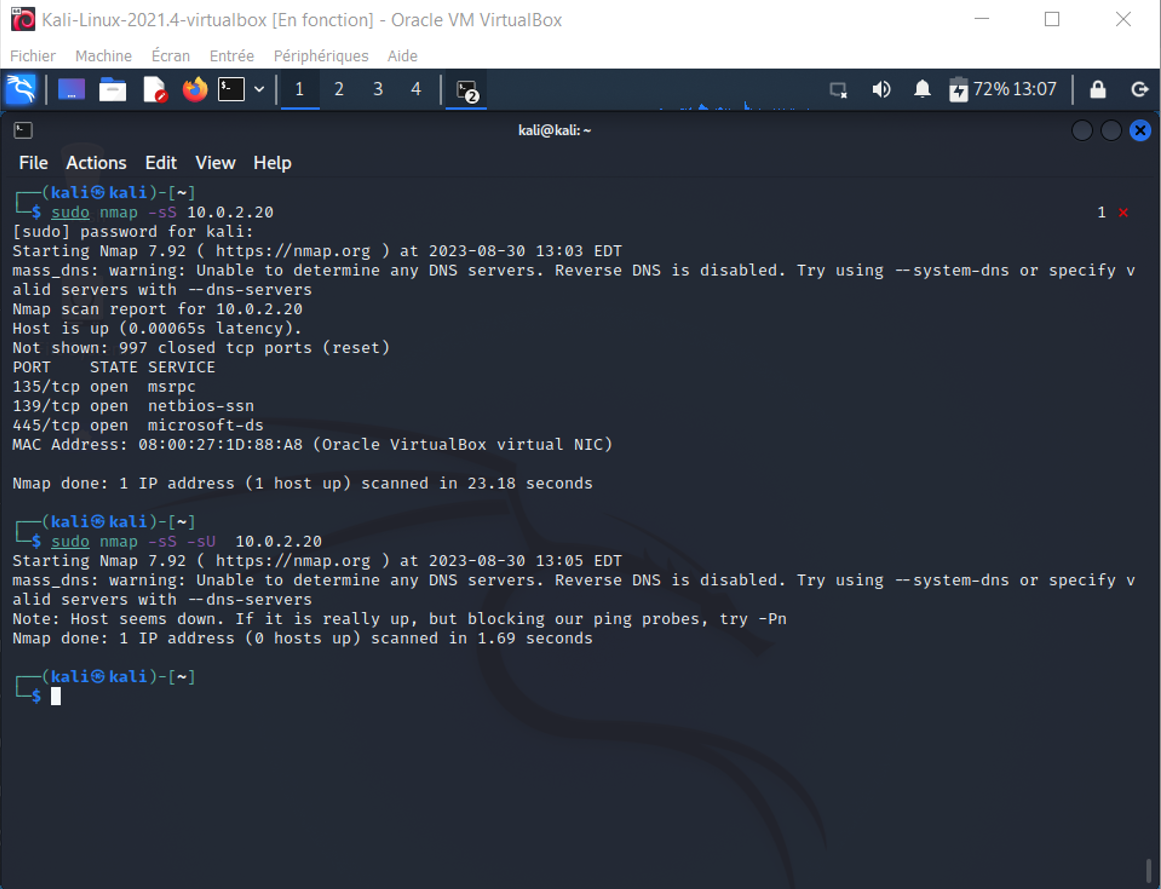 Kali-Linux-2021.4-virtualbox [En fonction] - Oracle VM VirtualBox
Fichier Machine Écran Entrée Périphériques Aide
1 2 3 4 2 72% 13:07
kali@kali: ~
File Actions Edit View Help
┌──(kali㉿kali)-[~]
└─$ sudo nmap -sS 10.0.2.20 1 ⨯
[sudo] password for kali:
Starting Nmap 7.92 ( https://nmap.org ) at 2023-08-30 13:03 EDT
mass_dns: warning: Unable to determine any DNS servers. Reverse DNS is disabled. Try using --system-dns or specify v
alid servers with --dns-servers
Nmap scan report for 10.0.2.20
Host is up (0.00065s latency).
Not shown: 997 closed tcp ports (reset)
PORT    STATE SERVICE
135/tcp open  msrpc
139/tcp open  netbios-ssn
445/tcp open  microsoft-ds
MAC Address: 08:00:27:1D:88:A8 (Oracle VirtualBox virtual NIC)
Nmap done: 1 IP address (1 host up) scanned in 23.18 seconds
┌──(kali㉿kali)-[~]
└─$ sudo nmap -sS -sU  10.0.2.20
Starting Nmap 7.92 ( https://nmap.org ) at 2023-08-30 13:05 EDT
mass_dns: warning: Unable to determine any DNS servers. Reverse DNS is disabled. Try using --system-dns or specify v
alid servers with --dns-servers
Note: Host seems down. If it is really up, but blocking our ping probes, try -Pn
Nmap done: 1 IP address (0 hosts up) scanned in 1.69 seconds
┌──(kali㉿kali)-[~]
└─$